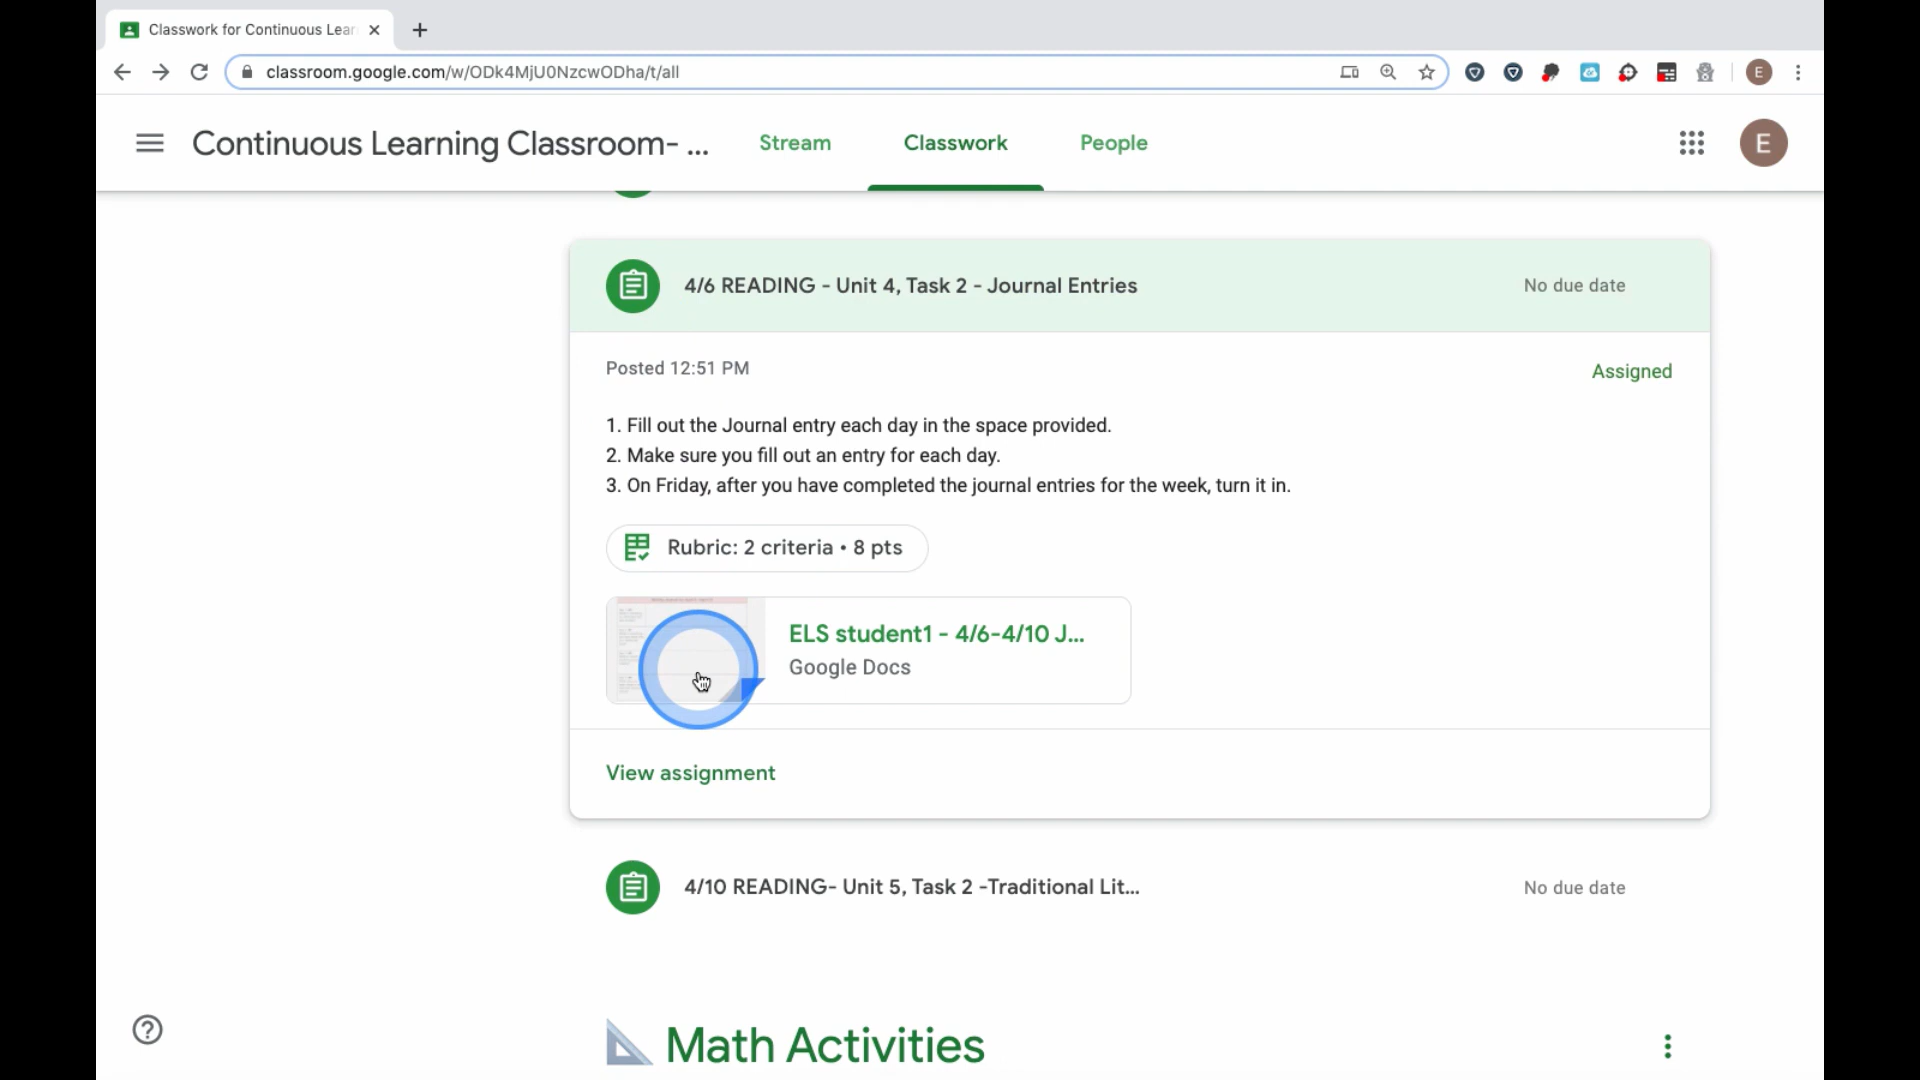 Classwork for Continuous Lear
classroom.google.com/w/ODk4MjU0NzcwODha/t/all
E
Continuous Learning Classroom- ...
Stream
Classwork
People
E
4/6 READING - Unit 4, Task 2 - Journal Entries
No due date
Posted 12:51 PM
Assigned
1. Fill out the Journal entry each day in the space provided.
2. Make sure you fill out an entry for each day.
3. On Friday, after you have completed the journal entries for the week, turn it in.
Rubric: 2 criteria • 8 pts
ELS student1 - 4/6-4/10 J...
Google Docs
View assignment
4/10 READING- Unit 5, Task 2 -Traditional Lit...
No due date
Math Activities